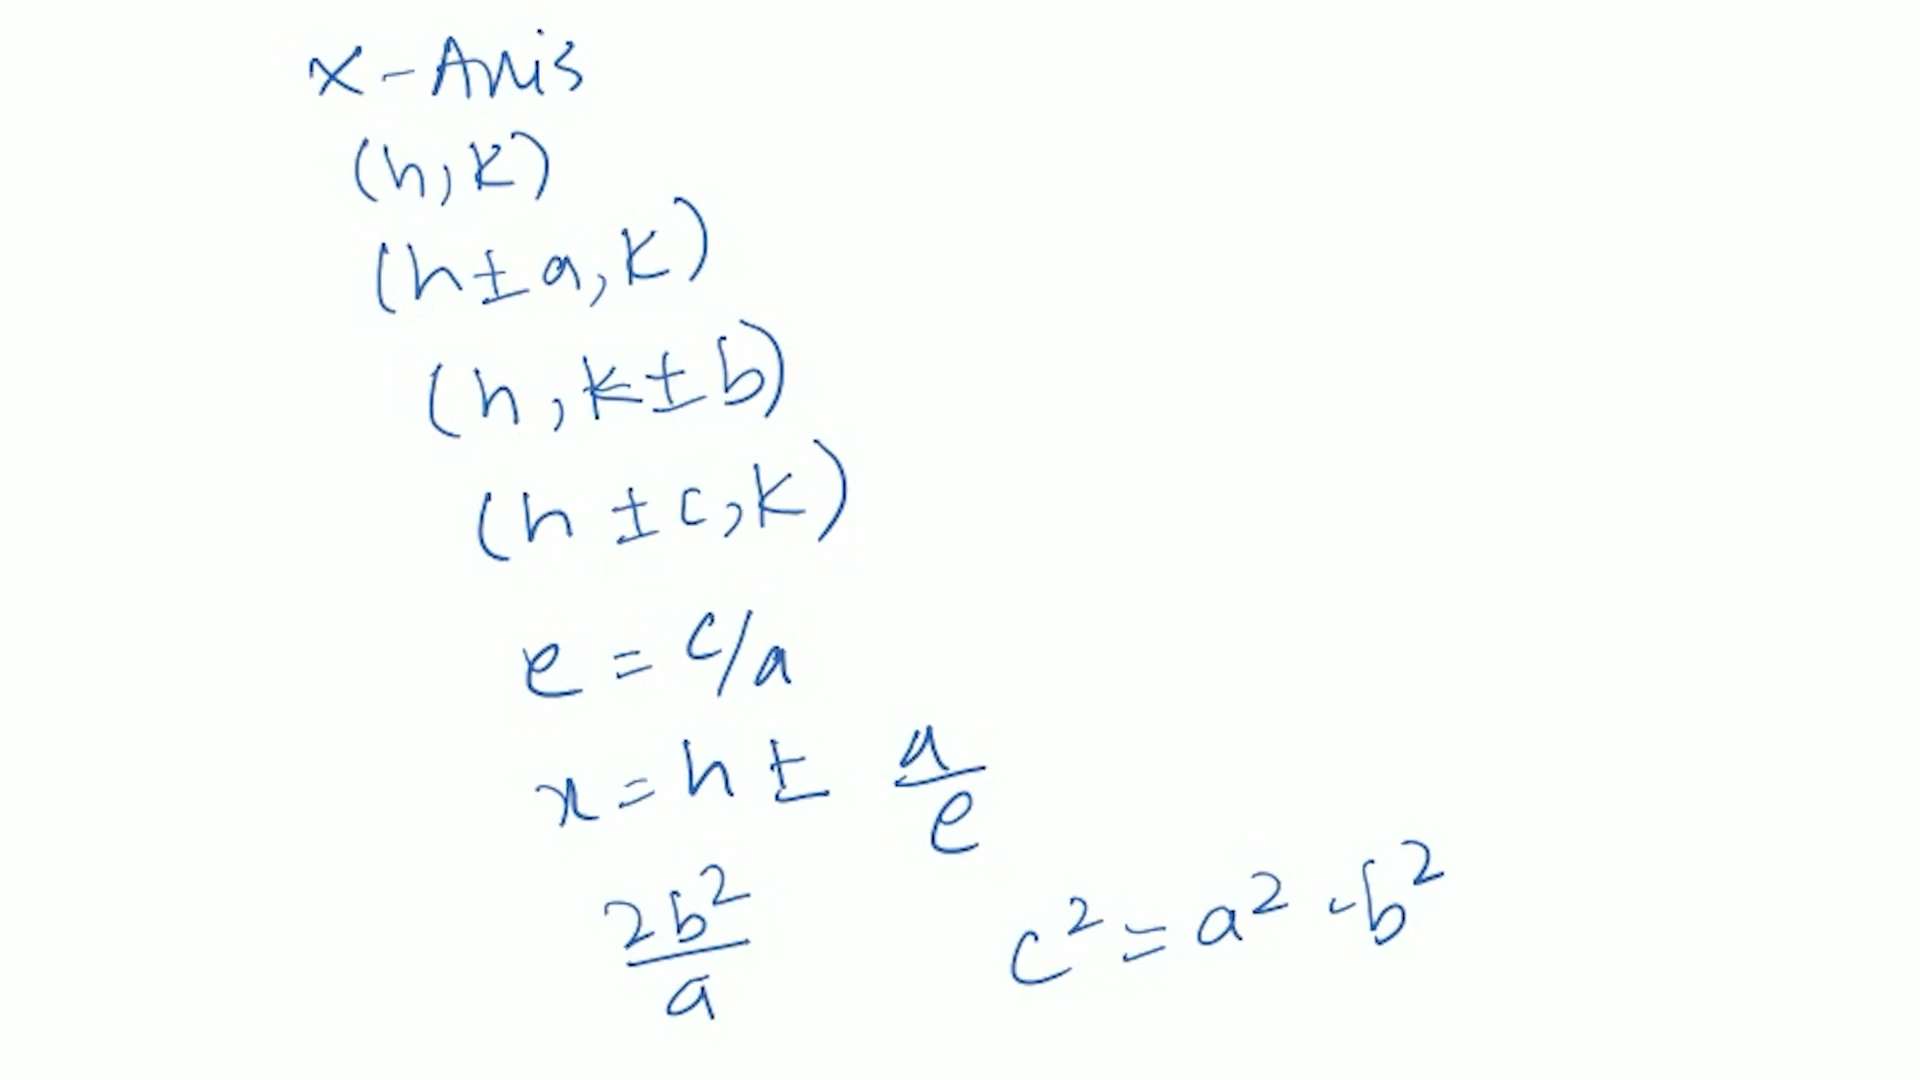 x-Axis
(h,k)
(h±a,k)
(h,k±b)
(h±c,k)
e = c/a
x = h ± a/e
2b²/a
c² = a² - b²